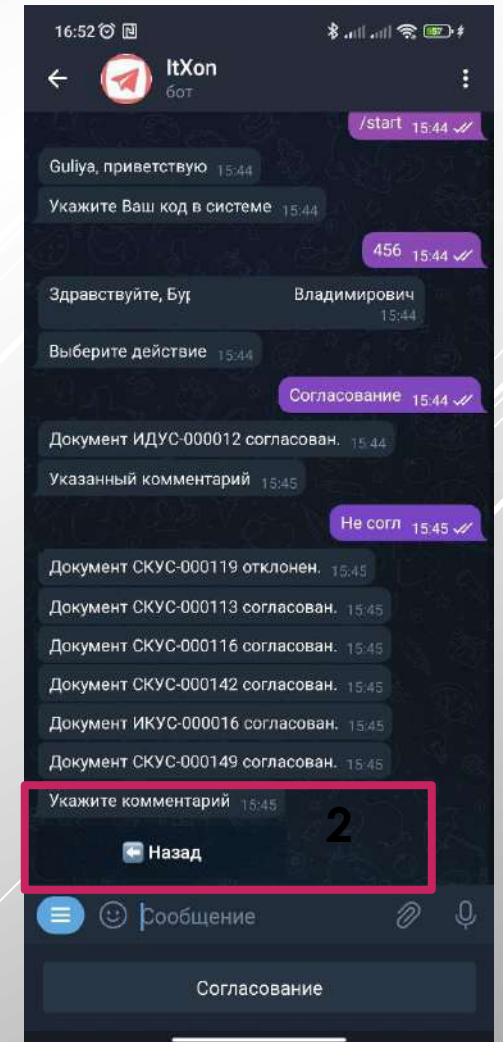 16:52
57
ItXon
бот
/start 15:44
Guliya, приветствую 15:44
Укажите Ваш код в системе 15:44
456 15:44
Здравствуйте, Бур Владимирович
15:44
Выберите действие 15:44
Согласование 15:44
Документ ИДУС-000012 согласован. 15:44
Указанный комментарий 15:45
Не согл 15:45
Документ СКУС-000119 отклонен. 15:45
Документ СКУС-000113 согласован. 15:45
Документ СКУС-000116 согласован. 15:45
Документ СКУС-000142 согласован. 15:45
Документ ИКУС-000016 согласован. 15:45
Документ СКУС-000149 согласован. 15:45
Укажите комментарий 15:45
2
Назад
Сообщение
Согласование